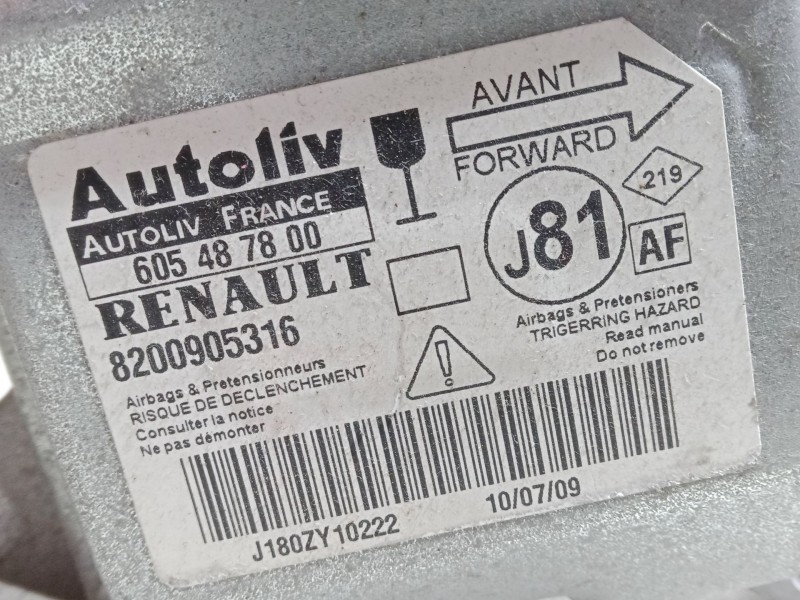 Autoliv
AUTOLIV FRANCE
605 48 78 00
RENAULT
8200905316
Airbags & Pretensionneurs
RISQUE DE DECLENCHEMENT
Consulter la notice
Ne pas démonter
AVANT
FORWARD
J81
219
AF
Airbags & Pretensioners
TRIGERRING HAZARD
Read manual
Do not remove
J180ZY10222
10/07/09